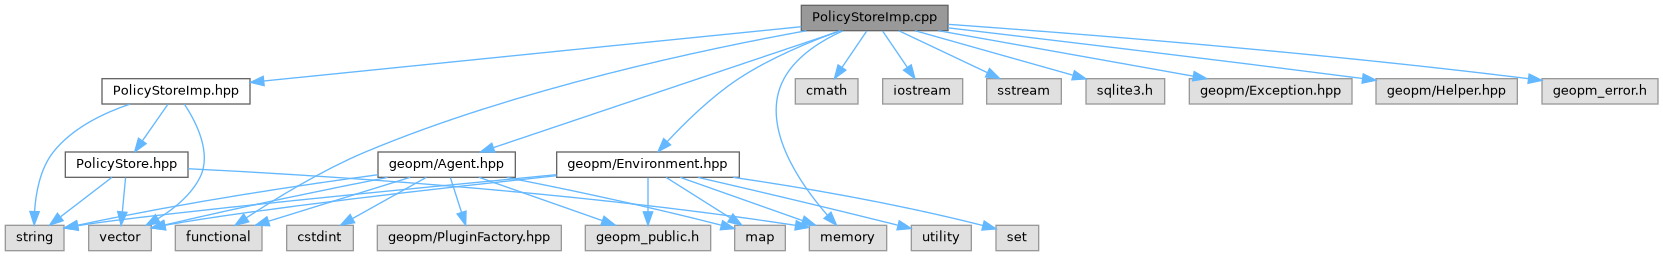 PolicyStoreImp.cpp
PolicyStoreImp.hpp
cmath
iostream
sstream
sqlite3.h
geopm/Exception.hpp
geopm/Helper.hpp
geopm_error.h
PolicyStore.hpp
geopm/Agent.hpp
geopm/Environment.hpp
string
vector
functional
cstdint
geopm/PluginFactory.hpp
geopm_public.h
map
memory
utility
set